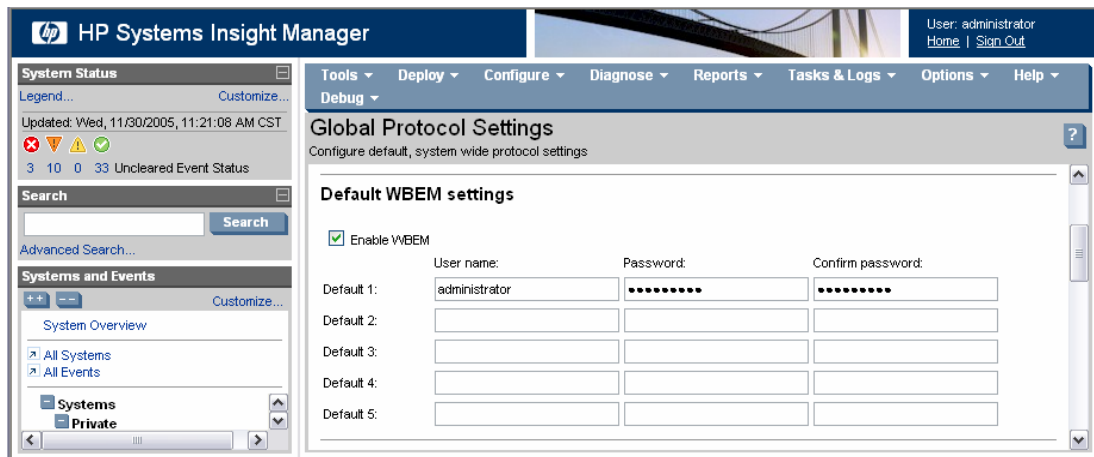 hp HP Systems Insight Manager
User: administrator
Home | Sign Out
System Status
Legend... Customize...
Updated: Wed, 11/30/2005, 11:21:08 AM CST
3 10 0 33 Uncleared Event Status
Search
Search
Advanced Search...
Systems and Events
++ -- Customize...
System Overview
All Systems
All Events
Systems
Private
Tools Deploy Configure Diagnose Reports Tasks & Logs Options Help
Debug
Global Protocol Settings
?
Configure default, system wide protocol settings
Default WBEM settings
Enable WBEM
User name: Password: Confirm password:
Default 1: administrator ●●●●●●●●● ●●●●●●●●●
Default 2:
Default 3:
Default 4:
Default 5: